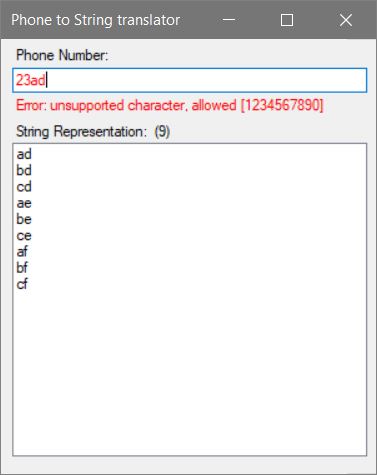 Phone to String translator
Phone Number:
23ad
Error: unsupported character, allowed [1234567890]
String Representation: (9)
ad
bd
cd
ae
be
ce
af
bf
cf